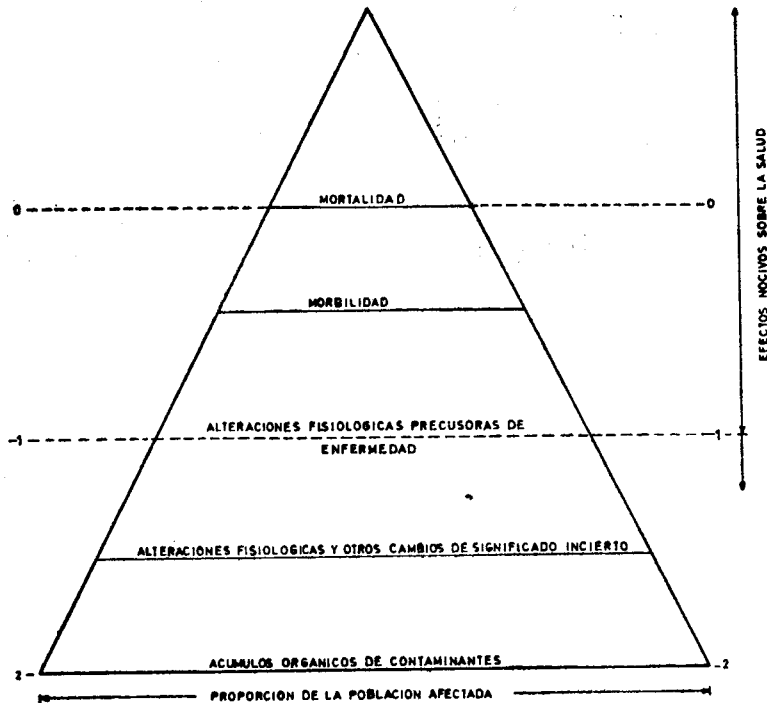 MORTALIDAD
0 0
MORBILIDAD
ALTERACIONES FISIOLOGICAS PRECUSORAS DE
-1 -1
ENFERMEDAD
ALTERACIONES FISIOLOGICAS Y OTROS CAMBIOS DE SIGNIFICADO INCIERTO
ACUMULOS ORGANICOS DE CONTAMINANTES
2- -2
PROPORCION DE LA POBLACION AFECTADA
EFECTOS NOCIVOS SOBRE LA SALUD